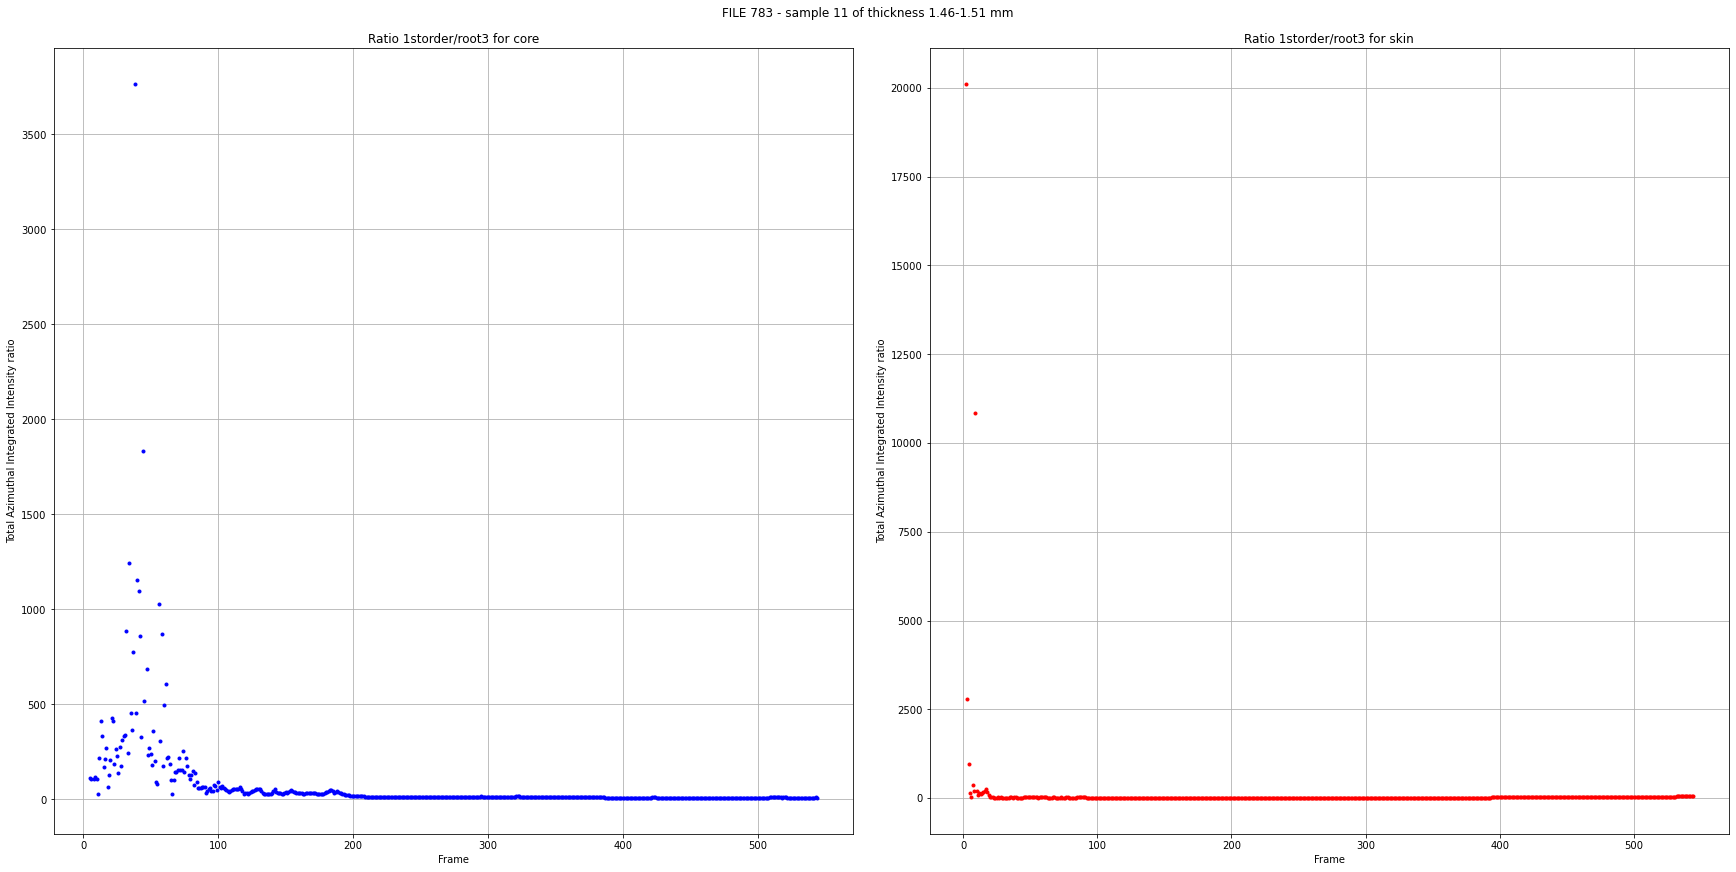 FILE 783 - sample 11 of thickness 1.46-1.51 mm
Ratio 1storder/root3 for core
Total Azimuthal Integrated Intensity ratio
3500
3000
2500
2000
1500
1000
500
0
0 100 200 300 400 500
Frame
Ratio 1storder/root3 for skin
Total Azimuthal Integrated Intensity ratio
20000
17500
15000
12500
10000
7500
5000
2500
0
0 100 200 300 400 500
Frame